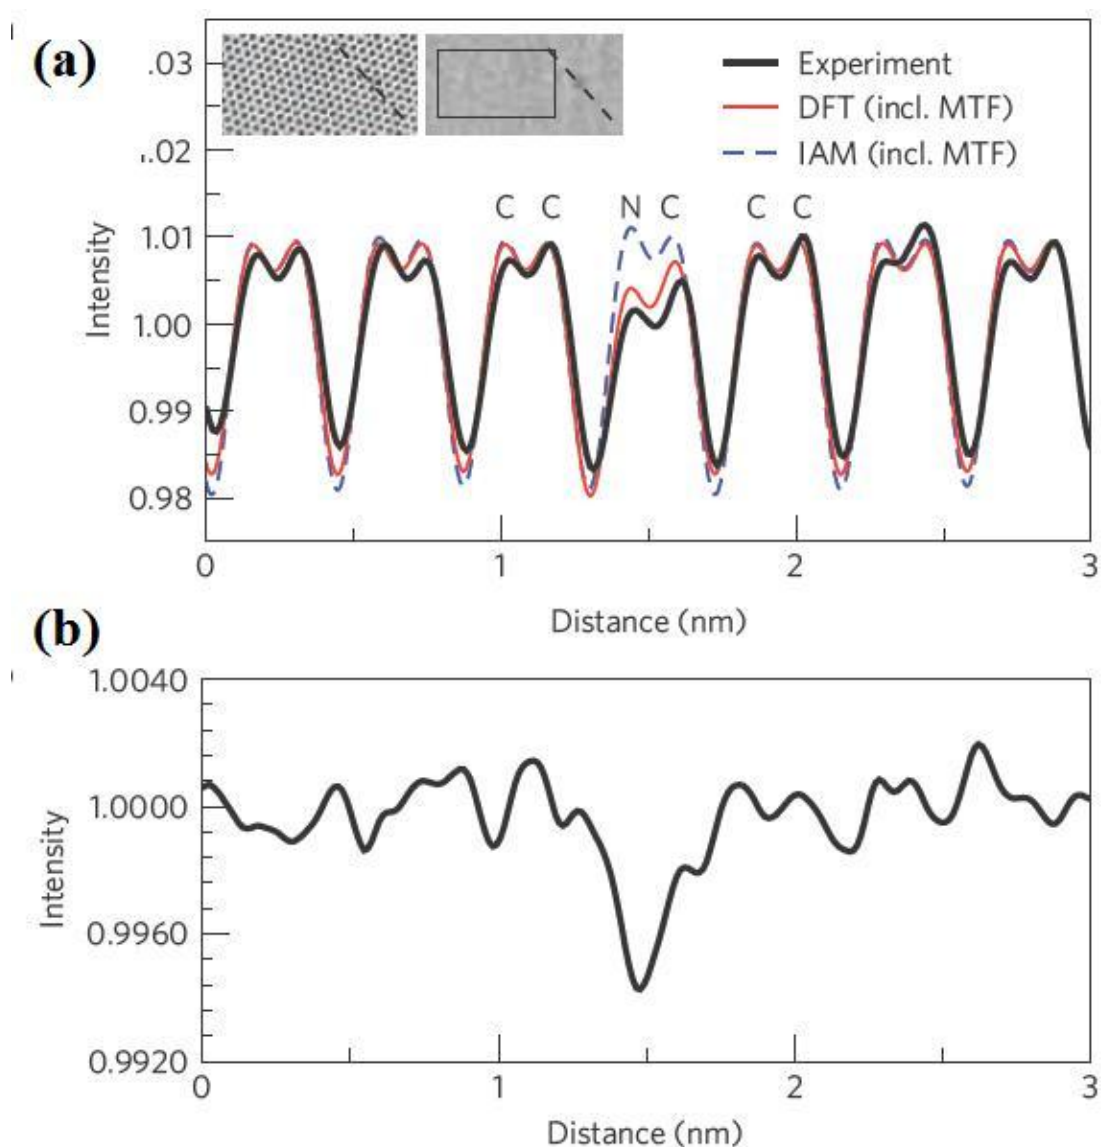 (a)
.03
.02
1.01
1.00
0.99
0.98
Intensity
Experiment
DFT (incl. MTF)
IAM (incl. MTF)
C C N C C C
0 1 2 3
Distance (nm)
(b)
1.0040
1.0000
0.9960
0.9920
Intensity
0 1 2 3
Distance (nm)